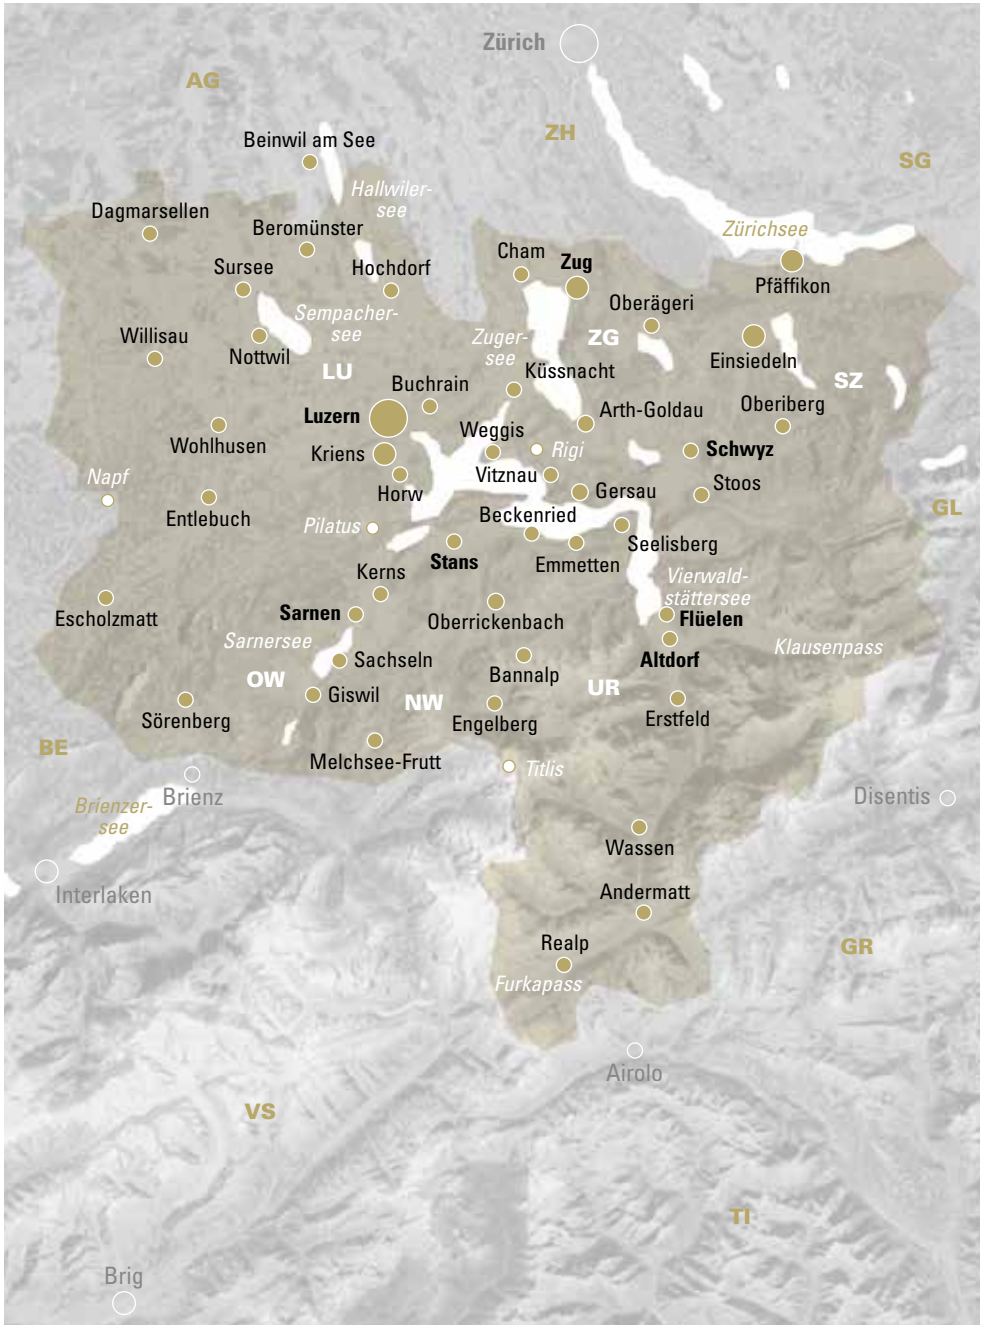 Zürich
AG
ZH
Beinwil am See
SG
Hallwiler-
see
Dagmarsellen
Beromünster
Zürichsee
Cham
Zug
Sursee
Hochdorf
Pfäffikon
Oberägeri
Sempacher-
see
Willisau
Nottwil
Zuger-
see
ZG
Einsiedeln
LU
Küssnacht
SZ
Buchrain
Oberiberg
Luzern
Arth-Goldau
Weggis
Wohlhusen
Kriens
Rigi
Schwyz
Napf
Vitznau
Stoos
Horw
Gersau
Entlebuch
Pilatus
Beckenried
GL
Seelisberg
Stans
Emmetten
Kerns
Vierwald-
stättersee
Escholzmatt
Sarnen
Oberrickenbach
Flüelen
Sarnersee
Klausenpass
Sachseln
Altdorf
Bannalp
OW
Giswil
NW
UR
Sörenberg
Engelberg
Erstfeld
BE
Melchsee-Frutt
Titlis
Brienz
Disentis
Brienzer-
see
Wassen
Interlaken
Andermatt
Realp
GR
Furkapass
Airolo
VS
TI
Brig